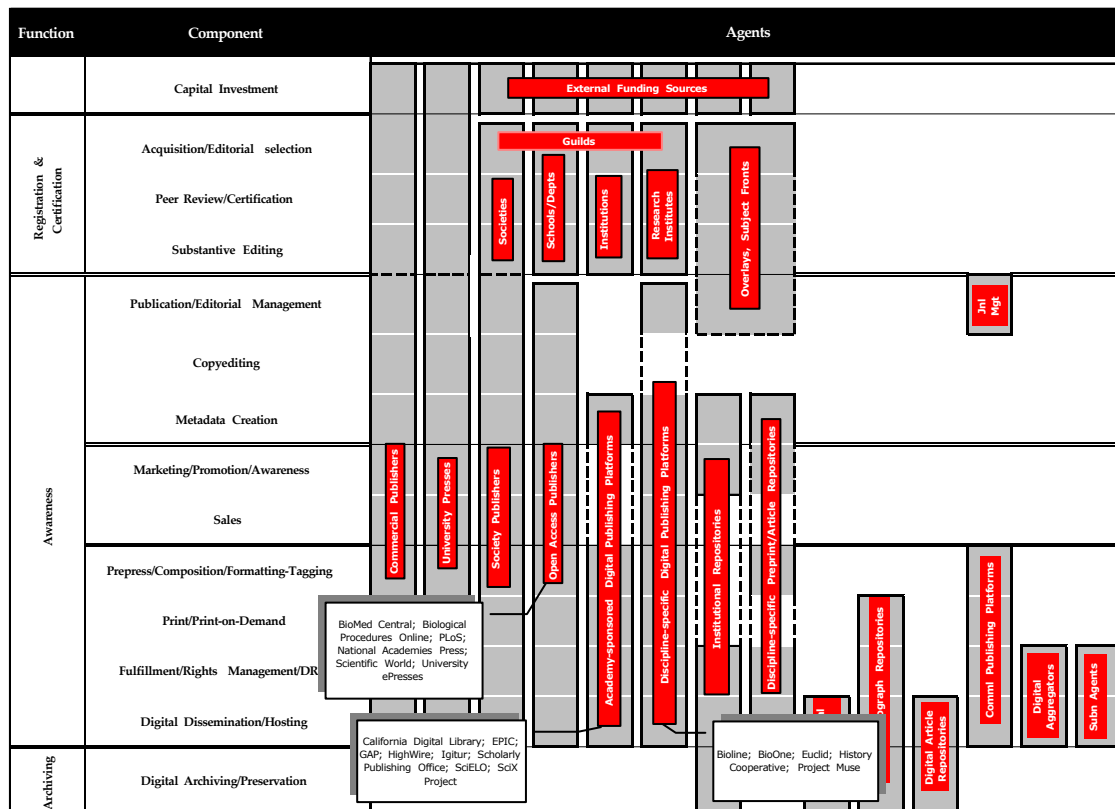 Function Component Agents
Capital Investment
External Funding Sources
Registration &
Certification
Acquisition/Editorial selection
Guilds
Peer Review/Certification
Substantive Editing
Societies
Schools/Depts
Institutions
Research
Institutes
Overlays, Subject Fronts
Awareness
Publication/Editorial Management
Jnl
Mgt
Copyediting
Metadata Creation
Marketing/Promotion/Awareness
Sales
Prepress/Composition/Formatting-Tagging
Print/Print-on-Demand
Fulfillment/Rights Management/DR
Digital Dissemination/Hosting
Commercial Publishers
University Presses
Society Publishers
Open Access Publishers
Academy-sponsored Digital Publishing Platforms
Discipline-specific Digital Publishing Platforms
Institutional Repositories
Discipline-specific Preprint/Article Repositories
ograph Repositories
Digital Article
Repositories
Comml Publishing Platforms
Digital
Aggregators
Subn Agents
BioMed Central; Biological
Procedures Online; PLoS;
National Academies Press;
Scientific World; University
ePresses
California Digital Library; EPIC;
GAP; HighWire; Igitur; Scholarly
Publishing Office; SciELO; SciX
Project
Bioline; BioOne; Euclid; History
Cooperative; Project Muse
Archiving
Digital Archiving/Preservation